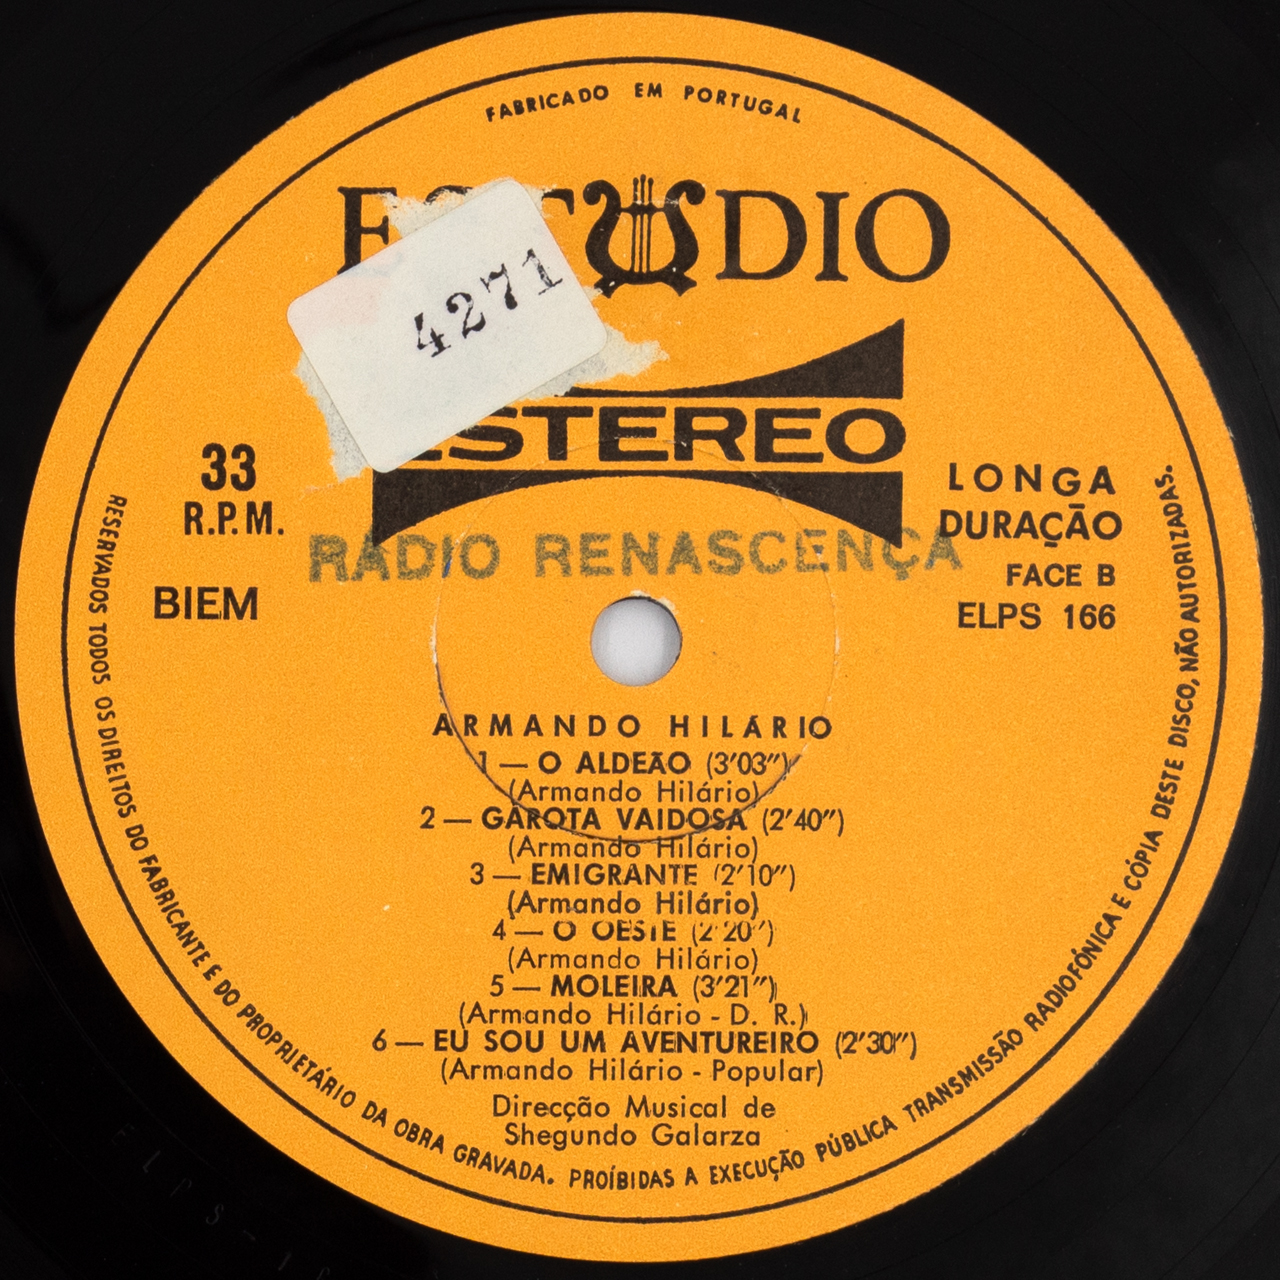 FABRICADO EM PORTUGAL
4271
STEREO
33
R.P.M.
BIEM
LONGA
DURAÇÃO
FACE B
ELPS 166
RÁDIO RENASCENÇA
ARMANDO HILÁRIO
1 — O ALDEÃO (3'03")
(Armando Hilário)
2 — GAROTA VAIDOSA (2'40")
(Armando Hilário)
3 — EMIGRANTE (2'10")
(Armando Hilário)
4 — O OESTE (2'20")
(Armando Hilário)
5 — MOLEIRA (3'21")
(Armando Hilário - D. R.)
6 — EU SOU UM AVENTUREIRO (2'30")
(Armando Hilário - Popular)
Direcção Musical de
Shegundo Galarza
RESERVADOS TODOS OS DIREITOS DO FABRICANTE E DO PROPRIETÁRIO DA OBRA GRAVADA. PROÍBIDAS A EXECUÇÃO PÚBLICA TRANSMISSÃO RADIOFÓNICA E CÓPIA DESTE DISCO, NÃO AUTORIZADAS.